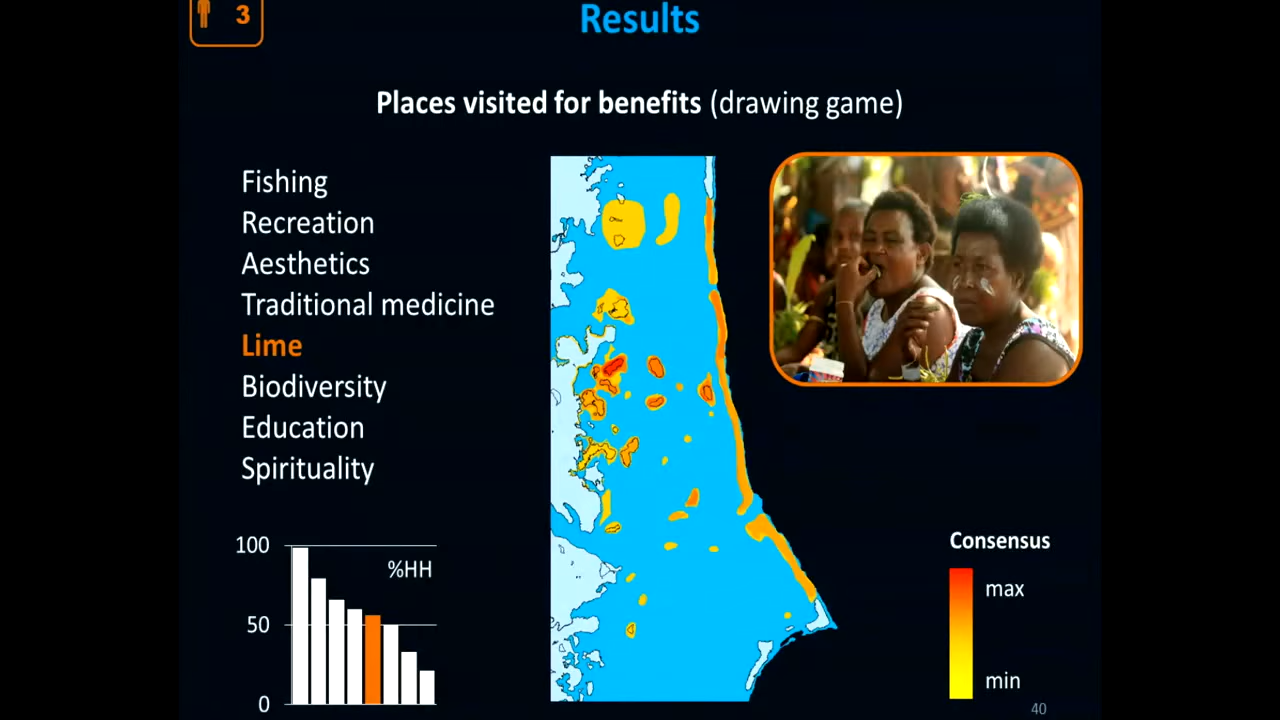 3
Results
Places visited for benefits (drawing game)
Fishing
Recreation
Aesthetics
Traditional medicine
Lime
Biodiversity
Education
Spirituality
100
%HH
50
0
Consensus
max
min
40